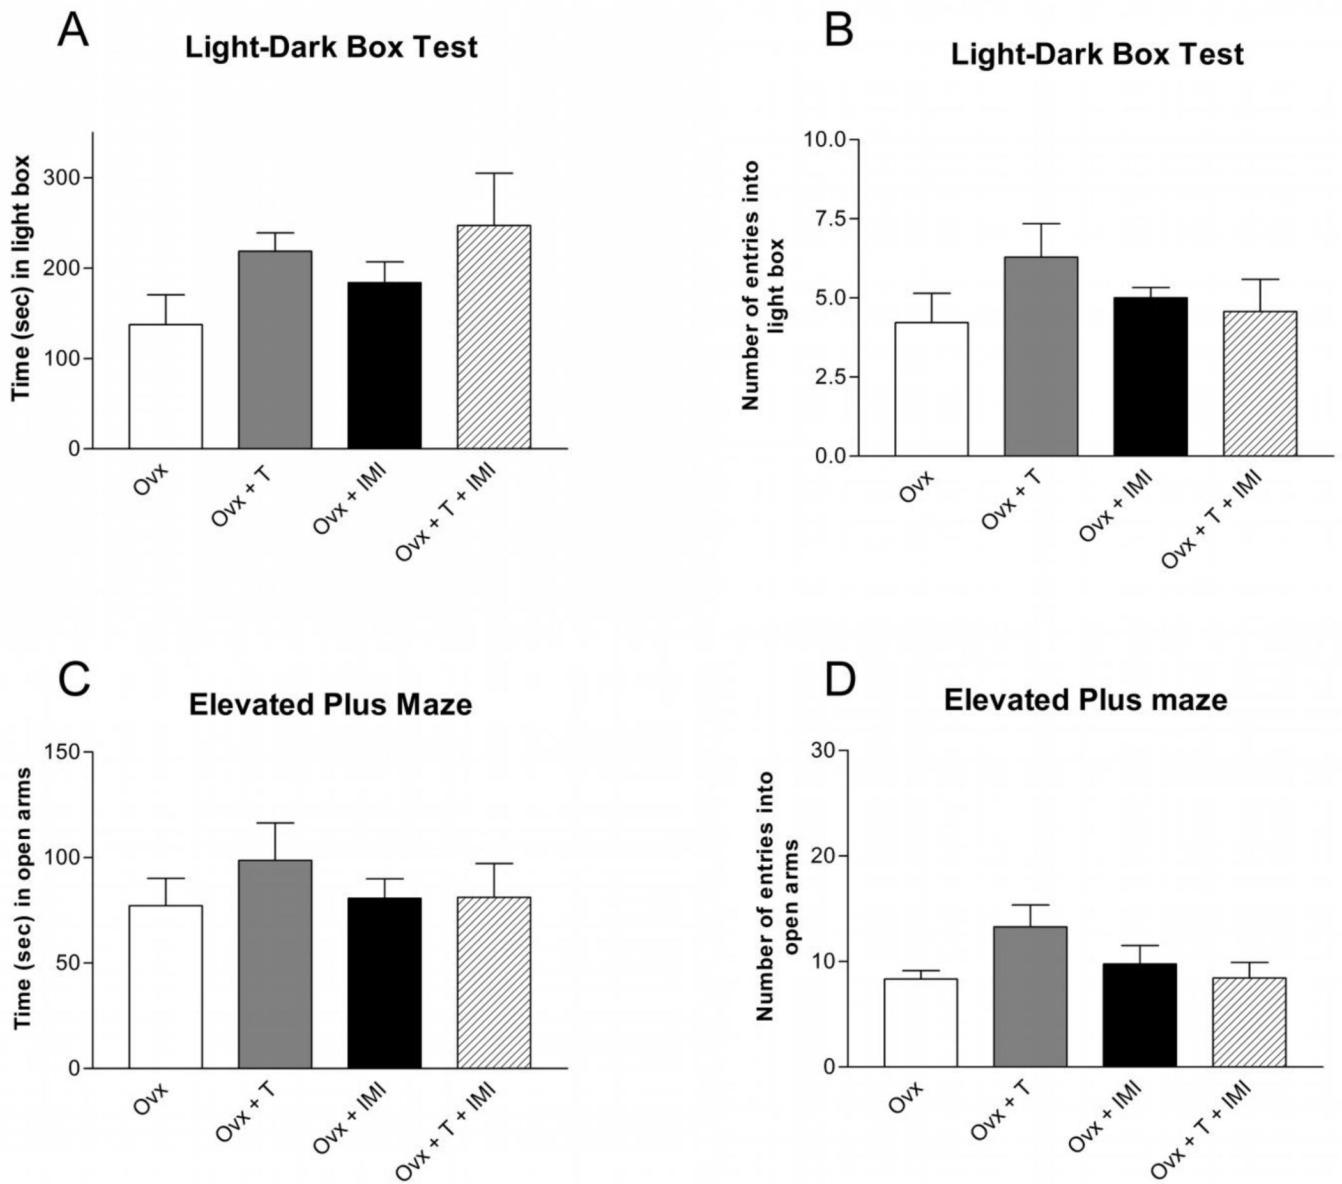 A
Light-Dark Box Test
Time (sec) in light box
300
200
100
0
Ovx
Ovx + T
Ovx + IMI
Ovx + T + IMI
B
Light-Dark Box Test
Number of entries into
light box
10.0
7.5
5.0
2.5
0.0
Ovx
Ovx + T
Ovx + IMI
Ovx + T + IMI
C
Elevated Plus Maze
Time (sec) in open arms
150
100
50
0
Ovx
Ovx + T
Ovx + IMI
Ovx + T + IMI
D
Elevated Plus maze
Number of entries into
open arms
30
20
10
0
Ovx
Ovx + T
Ovx + IMI
Ovx + T + IMI